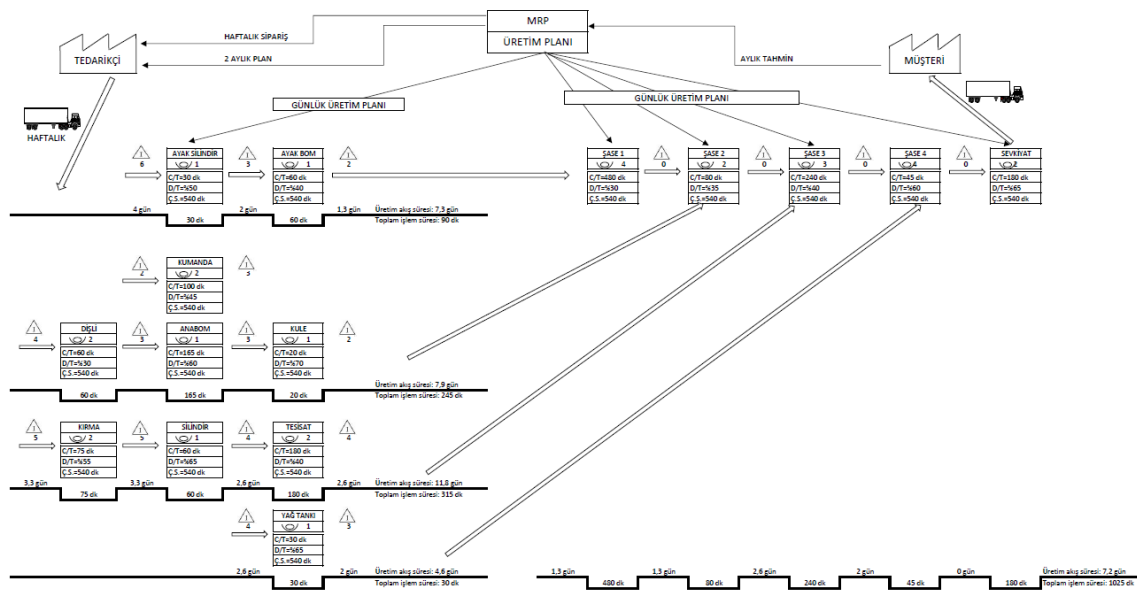 MRP
ÜRETİM PLANI
HAFTALIK SİPARİŞ
2 AYLIK PLAN
AYLIK TAHMİN
TEDARİKÇİ
MÜŞTERİ
HAFTALIK
GÜNLÜK ÜRETİM PLANI
GÜNLÜK ÜRETİM PLANI
I
6
AYAK SİLİNDİR
1
C/T=30 dk
D/T=%50
Ç.S.=540 dk
I
3
AYAK BOM
1
C/T=60 dk
D/T=%40
Ç.S.=540 dk
I
2
ŞASE 1
4
C/T=480 dk
D/T=%30
Ç.S.=540 dk
I
0
ŞASE 2
2
C/T=80 dk
D/T=%35
Ç.S.=540 dk
I
0
ŞASE 3
3
C/T=240 dk
D/T=%40
Ç.S.=540 dk
I
0
ŞASE 4
4
C/T=45 dk
D/T=%60
Ç.S.=540 dk
I
0
SEVKİYAT
2
C/T=180 dk
D/T=%65
Ç.S.=540 dk
4 gün 2 gün 1,3 gün Üretim akış süresi: 7,3 gün
30 dk 60 dk Toplam işlem süresi: 90 dk
I
2
KUMANDA
2
C/T=100 dk
D/T=%45
Ç.S.=540 dk
I
3
I
4
DİŞLİ
2
C/T=60 dk
D/T=%30
Ç.S.=540 dk
I
3
ANABOM
1
C/T=165 dk
D/T=%60
Ç.S.=540 dk
I
3
KULE
1
C/T=20 dk
D/T=%70
Ç.S.=540 dk
I
2
Üretim akış süresi: 7,9 gün
60 dk 165 dk 20 dk Toplam işlem süresi: 245 dk
I
5
KIRMA
2
C/T=75 dk
D/T=%55
Ç.S.=540 dk
I
5
SİLİNDİR
1
C/T=60 dk
D/T=%65
Ç.S.=540 dk
I
4
TESİSAT
2
C/T=180 dk
D/T=%40
Ç.S.=540 dk
I
4
3,3 gün 3,3 gün 2,6 gün 2,6 gün Üretim akış süresi: 11,8 gün
75 dk 60 dk 180 dk Toplam işlem süresi: 315 dk
I
4
YAĞ TANKI
1
C/T=30 dk
D/T=%65
Ç.S.=540 dk
I
3
2,6 gün 2 gün Üretim akış süresi: 4,6 gün
30 dk Toplam işlem süresi: 30 dk
1,3 gün 1,3 gün 2,6 gün 2 gün 0 gün Üretim akış süresi: 7,2 gün
480 dk 80 dk 240 dk 45 dk 180 dk Toplam işlem süresi: 1025 dk